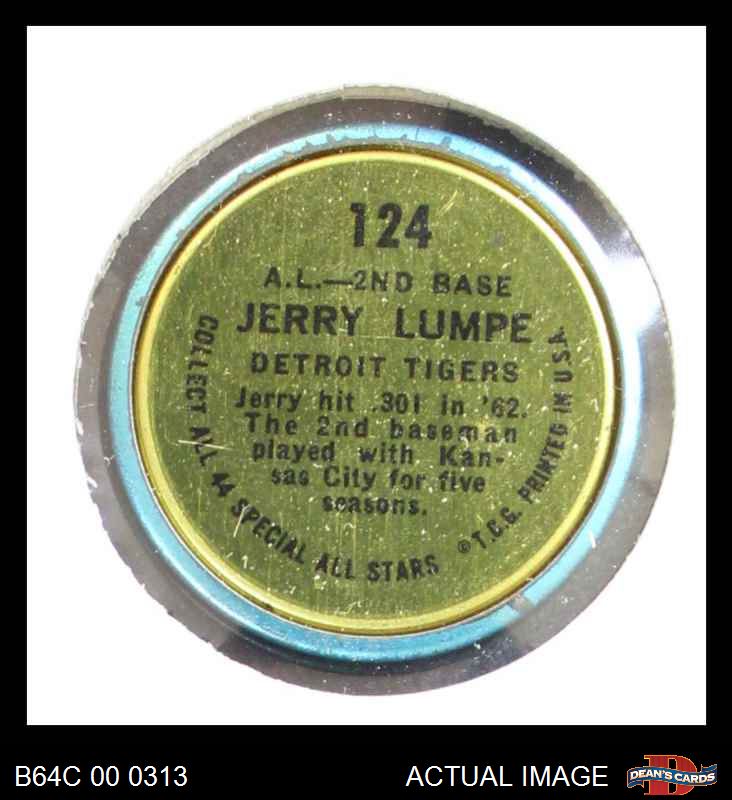 124
A.L.—2ND BASE
JERRY LUMPE
DETROIT TIGERS
Jerry hit .301 in '62.
The 2nd baseman
played with Kan-
sas City for five
seasons.
COLLECT ALL 44 SPECIAL ALL STARS
©T.C.G. PRINTED IN U.S.A.
B64C 00 0313
ACTUAL IMAGE
D
DEAN'S CARDS